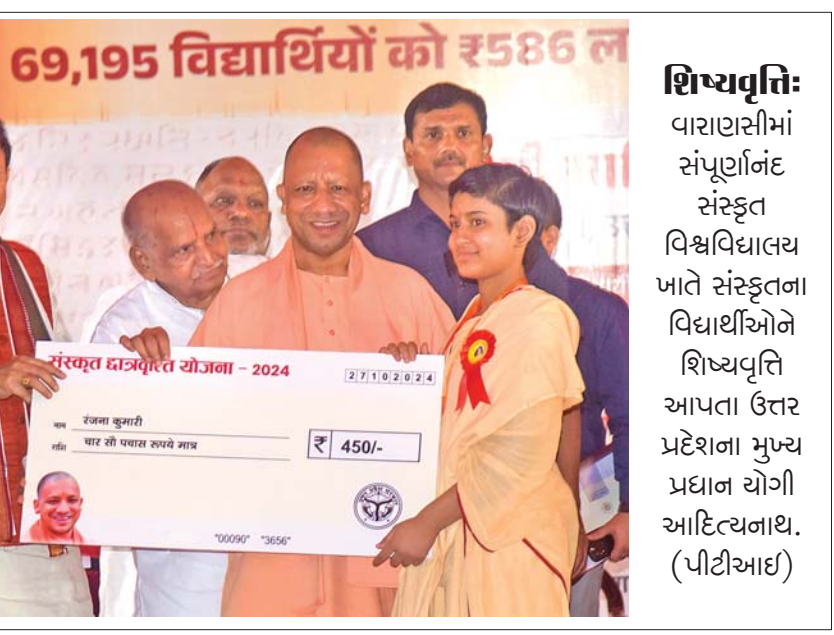 69,195 विद्यार्थियों को ₹586 ल
संस्कृत छात्रवृत्ति योजना - 2024
27102024
नाम रंजना कुमारी
राशि चार सौ पचास रूपये मात्र
₹ 450/-
"00090" "3656"
શિષ્યવૃત્તિઃ
વારાણસીમાં
સંપૂર્ણાનંદ
સંસ્કૃત
વિશ્વવિદ્યાલય
ખાતે સંસ્કૃતના
વિદ્યાર્થીઓને
શિષ્યવૃત્તિ
આપતા ઉત્તર
પ્રદેશના મુખ્ય
પ્રધાન યોગી
આદિત્યનાથ.
(પીટીઆઈ)